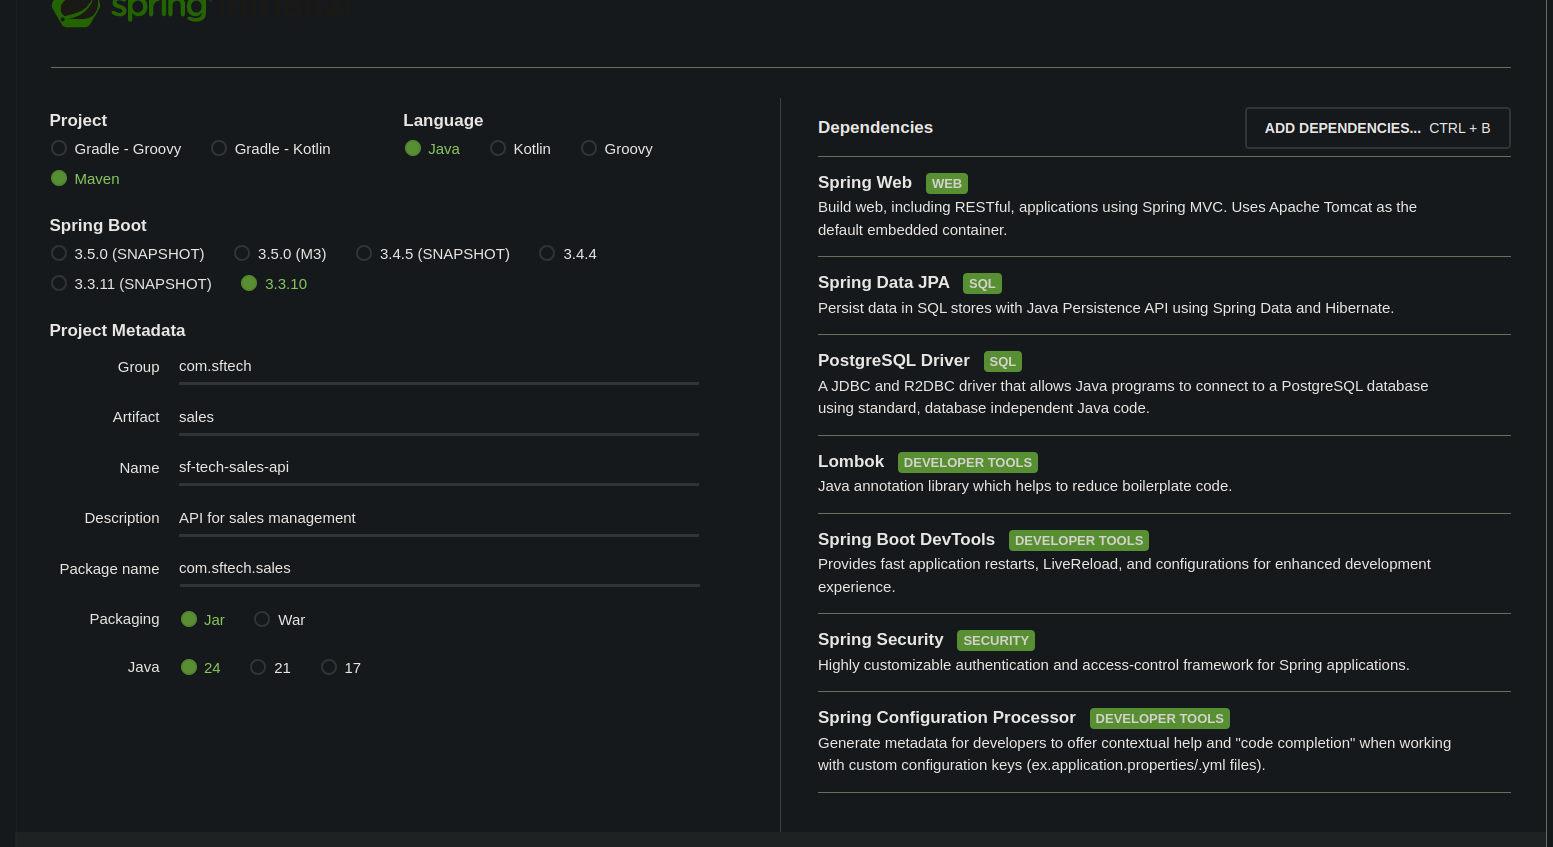 spring
Project
Gradle - Groovy Gradle - Kotlin
Maven
Language
Java Kotlin Groovy
Spring Boot
3.5.0 (SNAPSHOT) 3.5.0 (M3) 3.4.5 (SNAPSHOT) 3.4.4
3.3.11 (SNAPSHOT) 3.3.10
Project Metadata
Group com.sftech
Artifact sales
Name sf-tech-sales-api
Description API for sales management
Package name com.sftech.sales
Packaging Jar War
Java 24 21 17
Dependencies ADD DEPENDENCIES... CTRL + B
Spring Web WEB
Build web, including RESTful, applications using Spring MVC. Uses Apache Tomcat as the
default embedded container.
Spring Data JPA SQL
Persist data in SQL stores with Java Persistence API using Spring Data and Hibernate.
PostgreSQL Driver SQL
A JDBC and R2DBC driver that allows Java programs to connect to a PostgreSQL database
using standard, database independent Java code.
Lombok DEVELOPER TOOLS
Java annotation library which helps to reduce boilerplate code.
Spring Boot DevTools DEVELOPER TOOLS
Provides fast application restarts, LiveReload, and configurations for enhanced development
experience.
Spring Security SECURITY
Highly customizable authentication and access-control framework for Spring applications.
Spring Configuration Processor DEVELOPER TOOLS
Generate metadata for developers to offer contextual help and "code completion" when working
with custom configuration keys (ex.application.properties/.yml files).